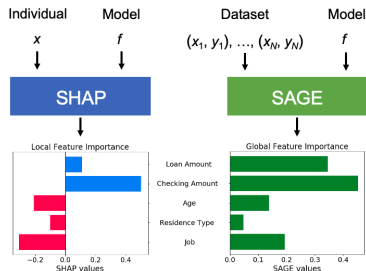 Individual Model
x f
SHAP
Local Feature Importance
−0.2 0.0 0.2 0.4
SHAP values
Dataset Model
(x1, y1), …, (xN, yN) f
SAGE
Global Feature Importance
Loan Amount
Checking Amount
Age
Residence Type
Job
0.0 0.1 0.2 0.3 0.4
SAGE values